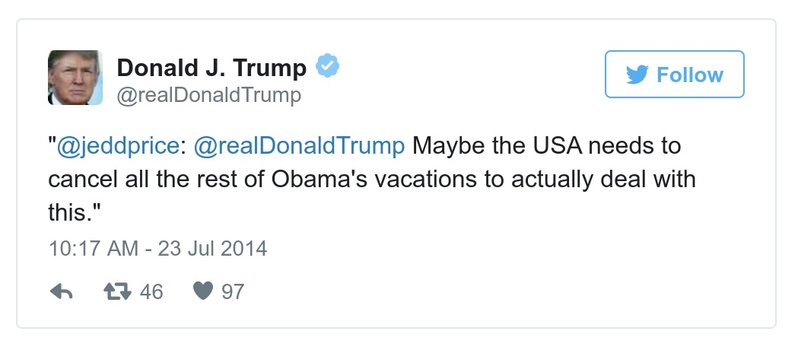 Donald J. Trump
@realDonaldTrump
Follow
"@jeddprice: @realDonaldTrump Maybe the USA needs to
cancel all the rest of Obama's vacations to actually deal with
this."
10:17 AM - 23 Jul 2014
46 97